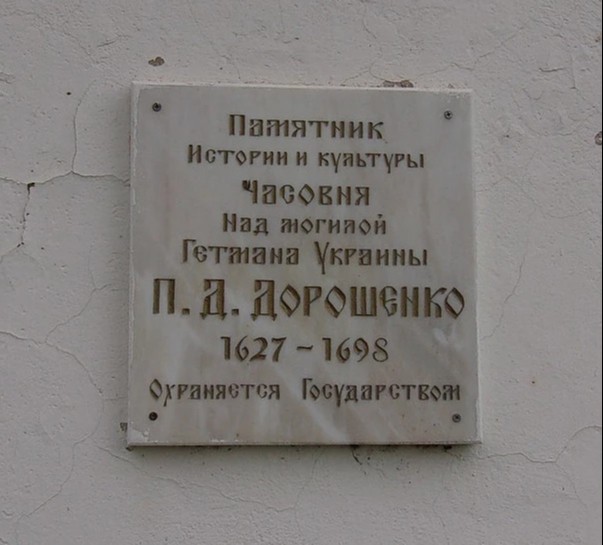 Памятник
Истории и культуры
Часовня
Над могилой
Гетмана Украины
П. Д. Дорошенко
1627 – 1698
Охраняется Государством